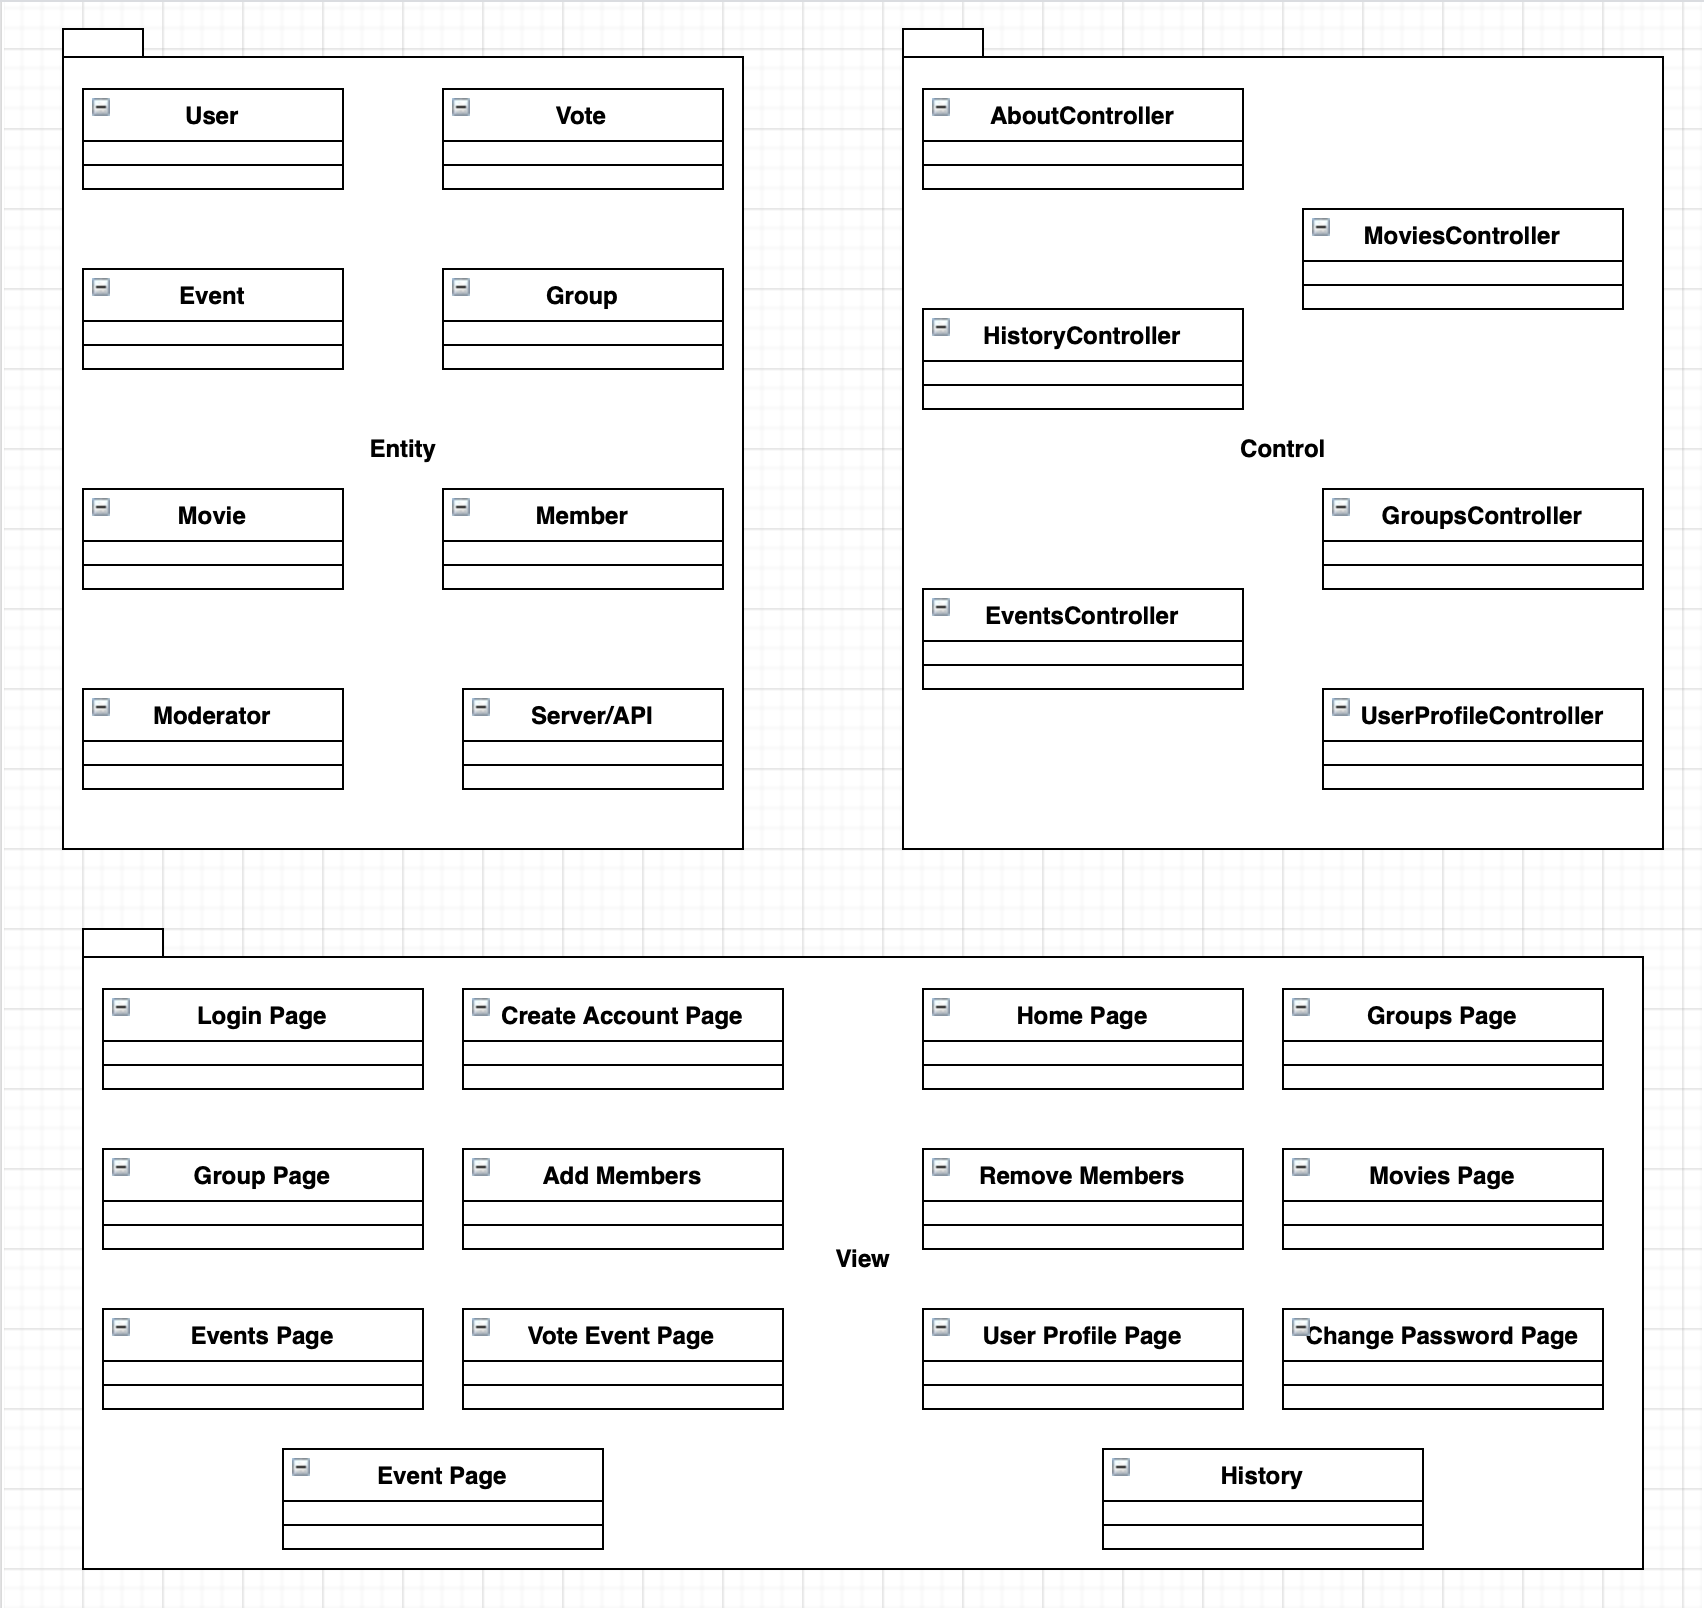 User
Vote
Event
Group
Entity
Movie
Member
Moderator
Server/API
AboutController
MoviesController
HistoryController
Control
GroupsController
EventsController
UserProfileController
Login Page
Create Account Page
Home Page
Groups Page
Group Page
Add Members
Remove Members
Movies Page
View
Events Page
Vote Event Page
User Profile Page
Change Password Page
Event Page
History